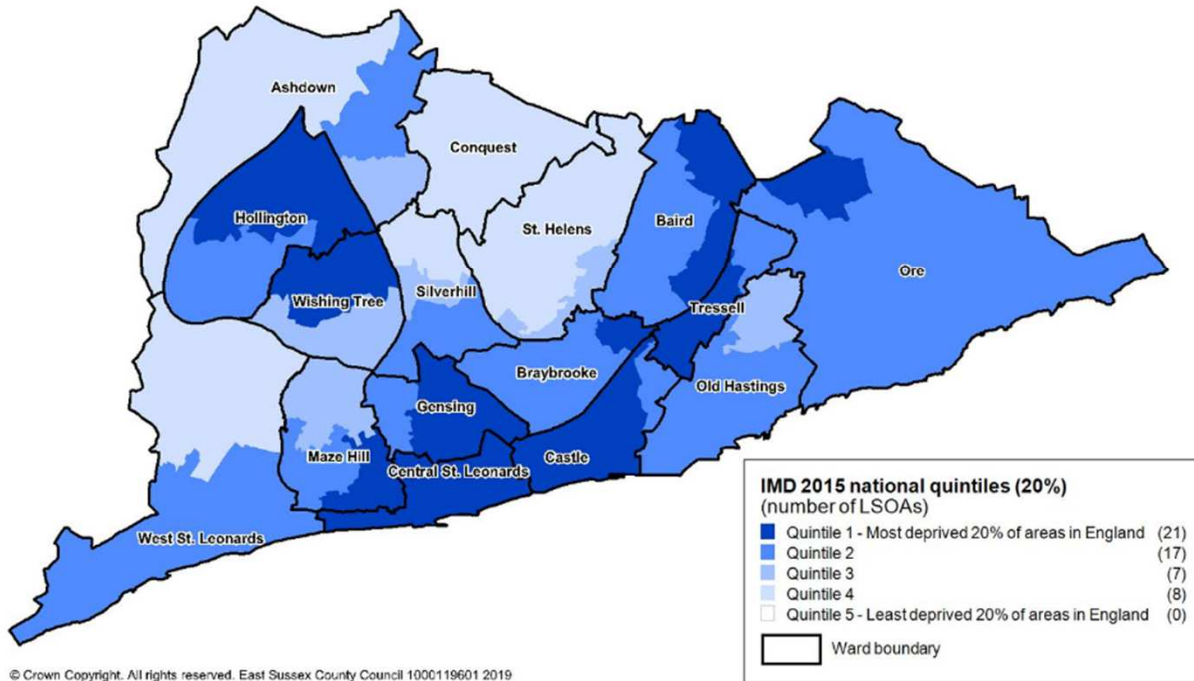 Ashdown
Conquest
Hollington
St. Helens
Baird
Ore
Wishing Tree
Silverhill
Tressell
Braybrooke
Old Hastings
Gensing
Maze Hill
Central St. Leonards
Castle
West St. Leonards
IMD 2015 national quintiles (20%)
(number of LSOAs)
Quintile 1 - Most deprived 20% of areas in England (21)
Quintile 2 (17)
Quintile 3 (7)
Quintile 4 (8)
Quintile 5 - Least deprived 20% of areas in England (0)
Ward boundary
© Crown Copyright. All rights reserved. East Sussex County Council 1000119601 2019